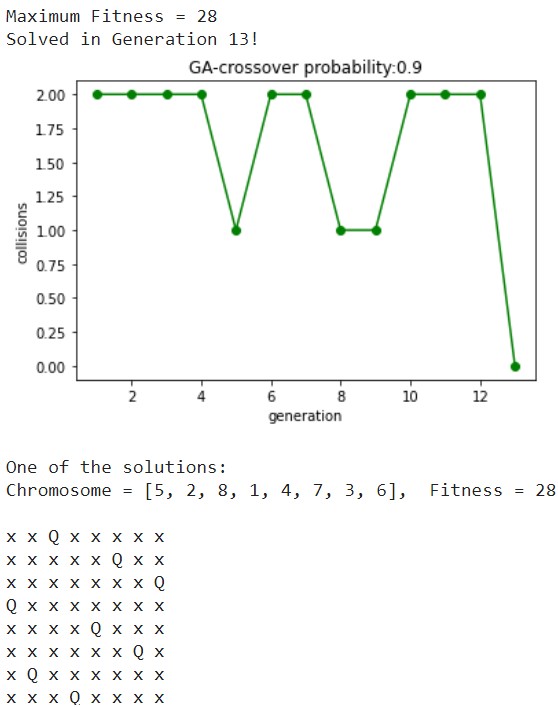 Maximum Fitness = 28
Solved in Generation 13!
GA-crossover probability:0.9
2.00
1.75
1.50
1.25
1.00
0.75
0.50
0.25
0.00
collisions
2 4 6 8 10 12
generation
One of the solutions:
Chromosome = [5, 2, 8, 1, 4, 7, 3, 6],  Fitness = 28
x x Q x x x x x
x x x x x Q x x
x x x x x x x Q
Q x x x x x x x
x x x x Q x x x
x x x x x x Q x
x Q x x x x x x
x x x Q x x x x